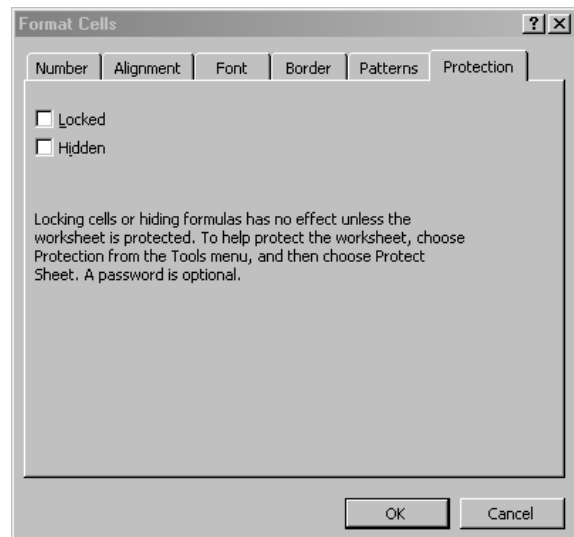 Format Cells
Number Alignment Font Border Patterns Protection
Locked
Hidden
Locking cells or hiding formulas has no effect unless the
worksheet is protected. To help protect the worksheet, choose
Protection from the Tools menu, and then choose Protect
Sheet. A password is optional.
OK Cancel